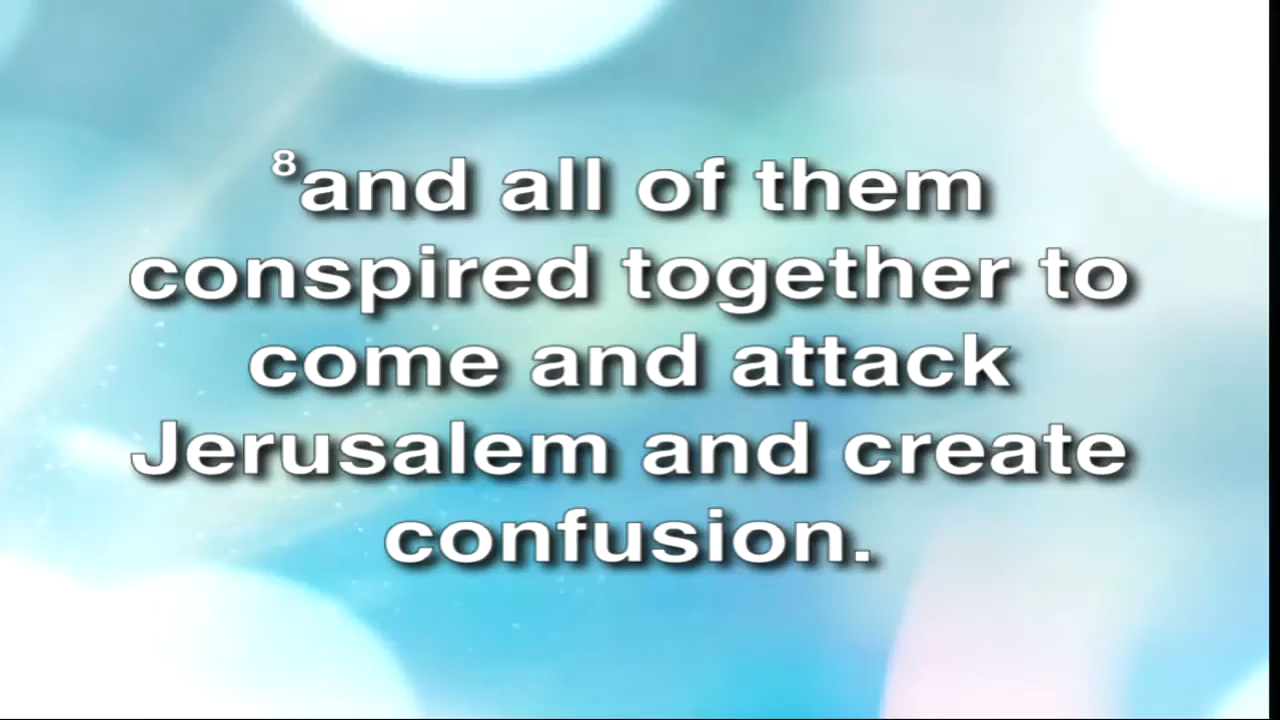 ⁸and all of them
conspired together to
come and attack
Jerusalem and create
confusion.